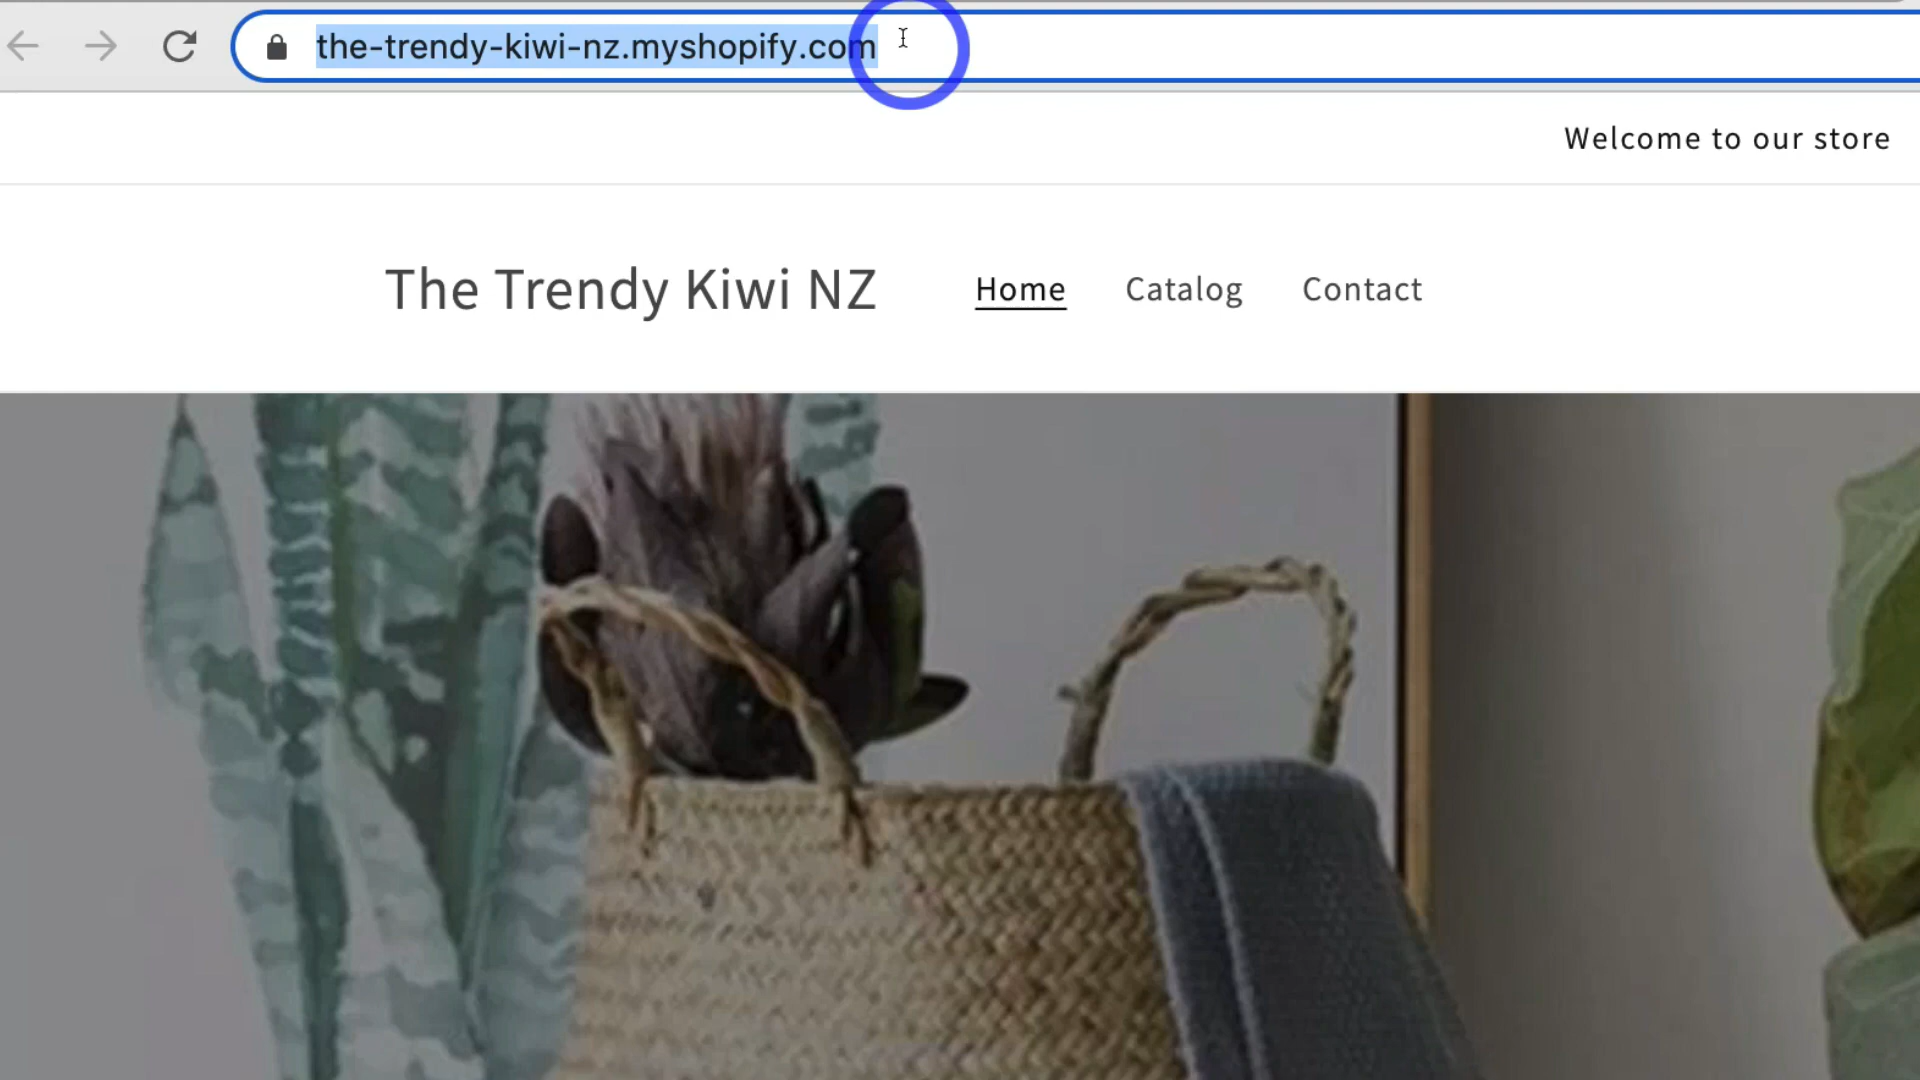 the-trendy-kiwi-nz.myshopify.com
Welcome to our store
The Trendy Kiwi NZ
Home
Catalog
Contact